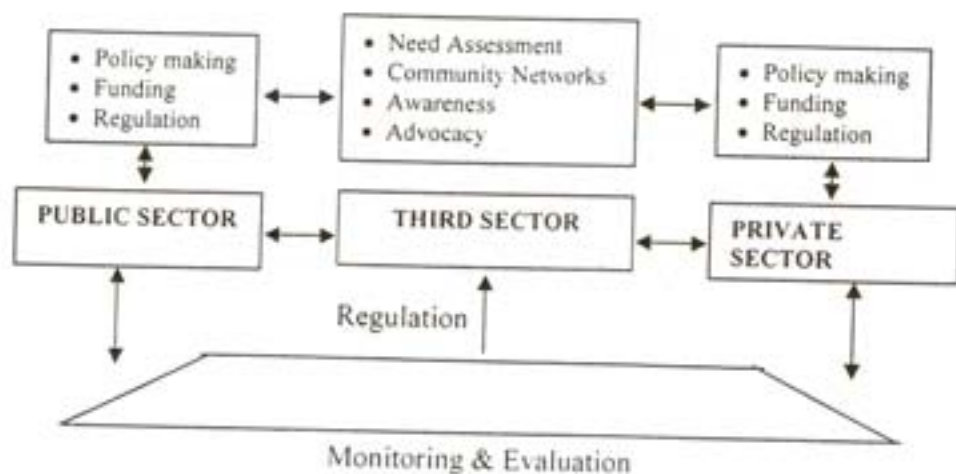 • Policy making
• Funding
• Regulation
• Need Assessment
• Community Networks
• Awareness
• Advocacy
• Policy making
• Funding
• Regulation
PUBLIC SECTOR
THIRD SECTOR
PRIVATE
SECTOR
Regulation
Monitoring & Evaluation